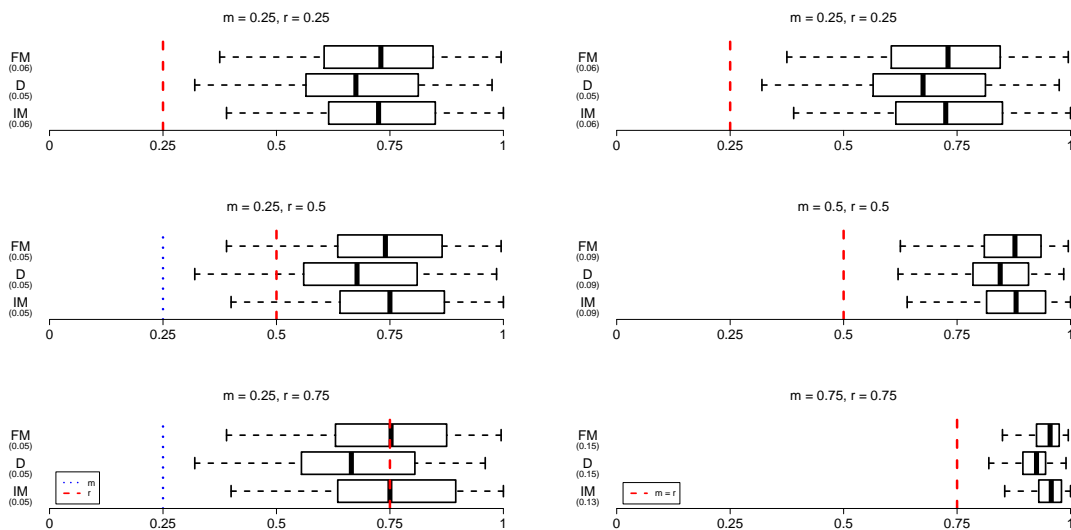 m = 0.25, r = 0.25
FM
(0.06)
D
(0.05)
IM
(0.06)
0 0.25 0.5 0.75 1
m = 0.25, r = 0.25
FM
(0.06)
D
(0.05)
IM
(0.06)
0 0.25 0.5 0.75 1
m = 0.25, r = 0.5
FM
(0.05)
D
(0.05)
IM
(0.05)
0 0.25 0.5 0.75 1
m = 0.5, r = 0.5
FM
(0.09)
D
(0.09)
IM
(0.09)
0 0.25 0.5 0.75 1
m = 0.25, r = 0.75
FM
(0.05)
D
(0.05)
IM
(0.05)
m
r
0 0.25 0.5 0.75 1
m = 0.75, r = 0.75
FM
(0.15)
D
(0.15)
IM
(0.13)
m = r
0 0.25 0.5 0.75 1